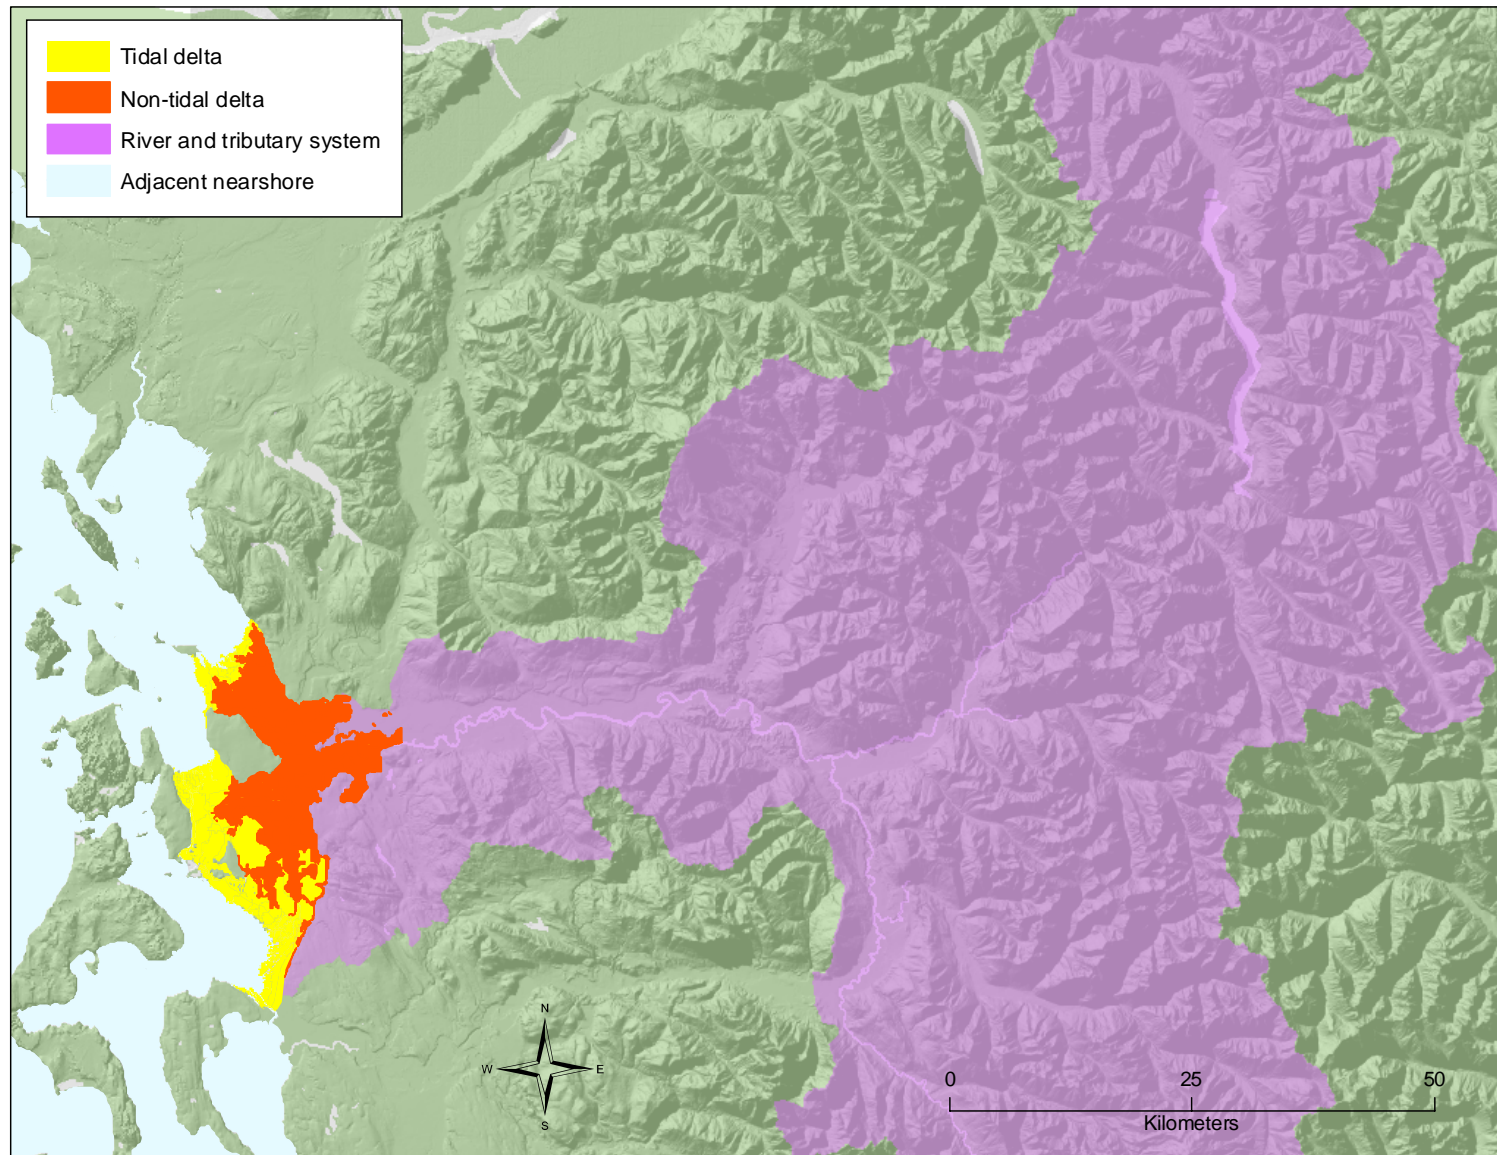 Tidal delta
Non-tidal delta
River and tributary system
Adjacent nearshore
N
W E
S
0 25 50
Kilometers